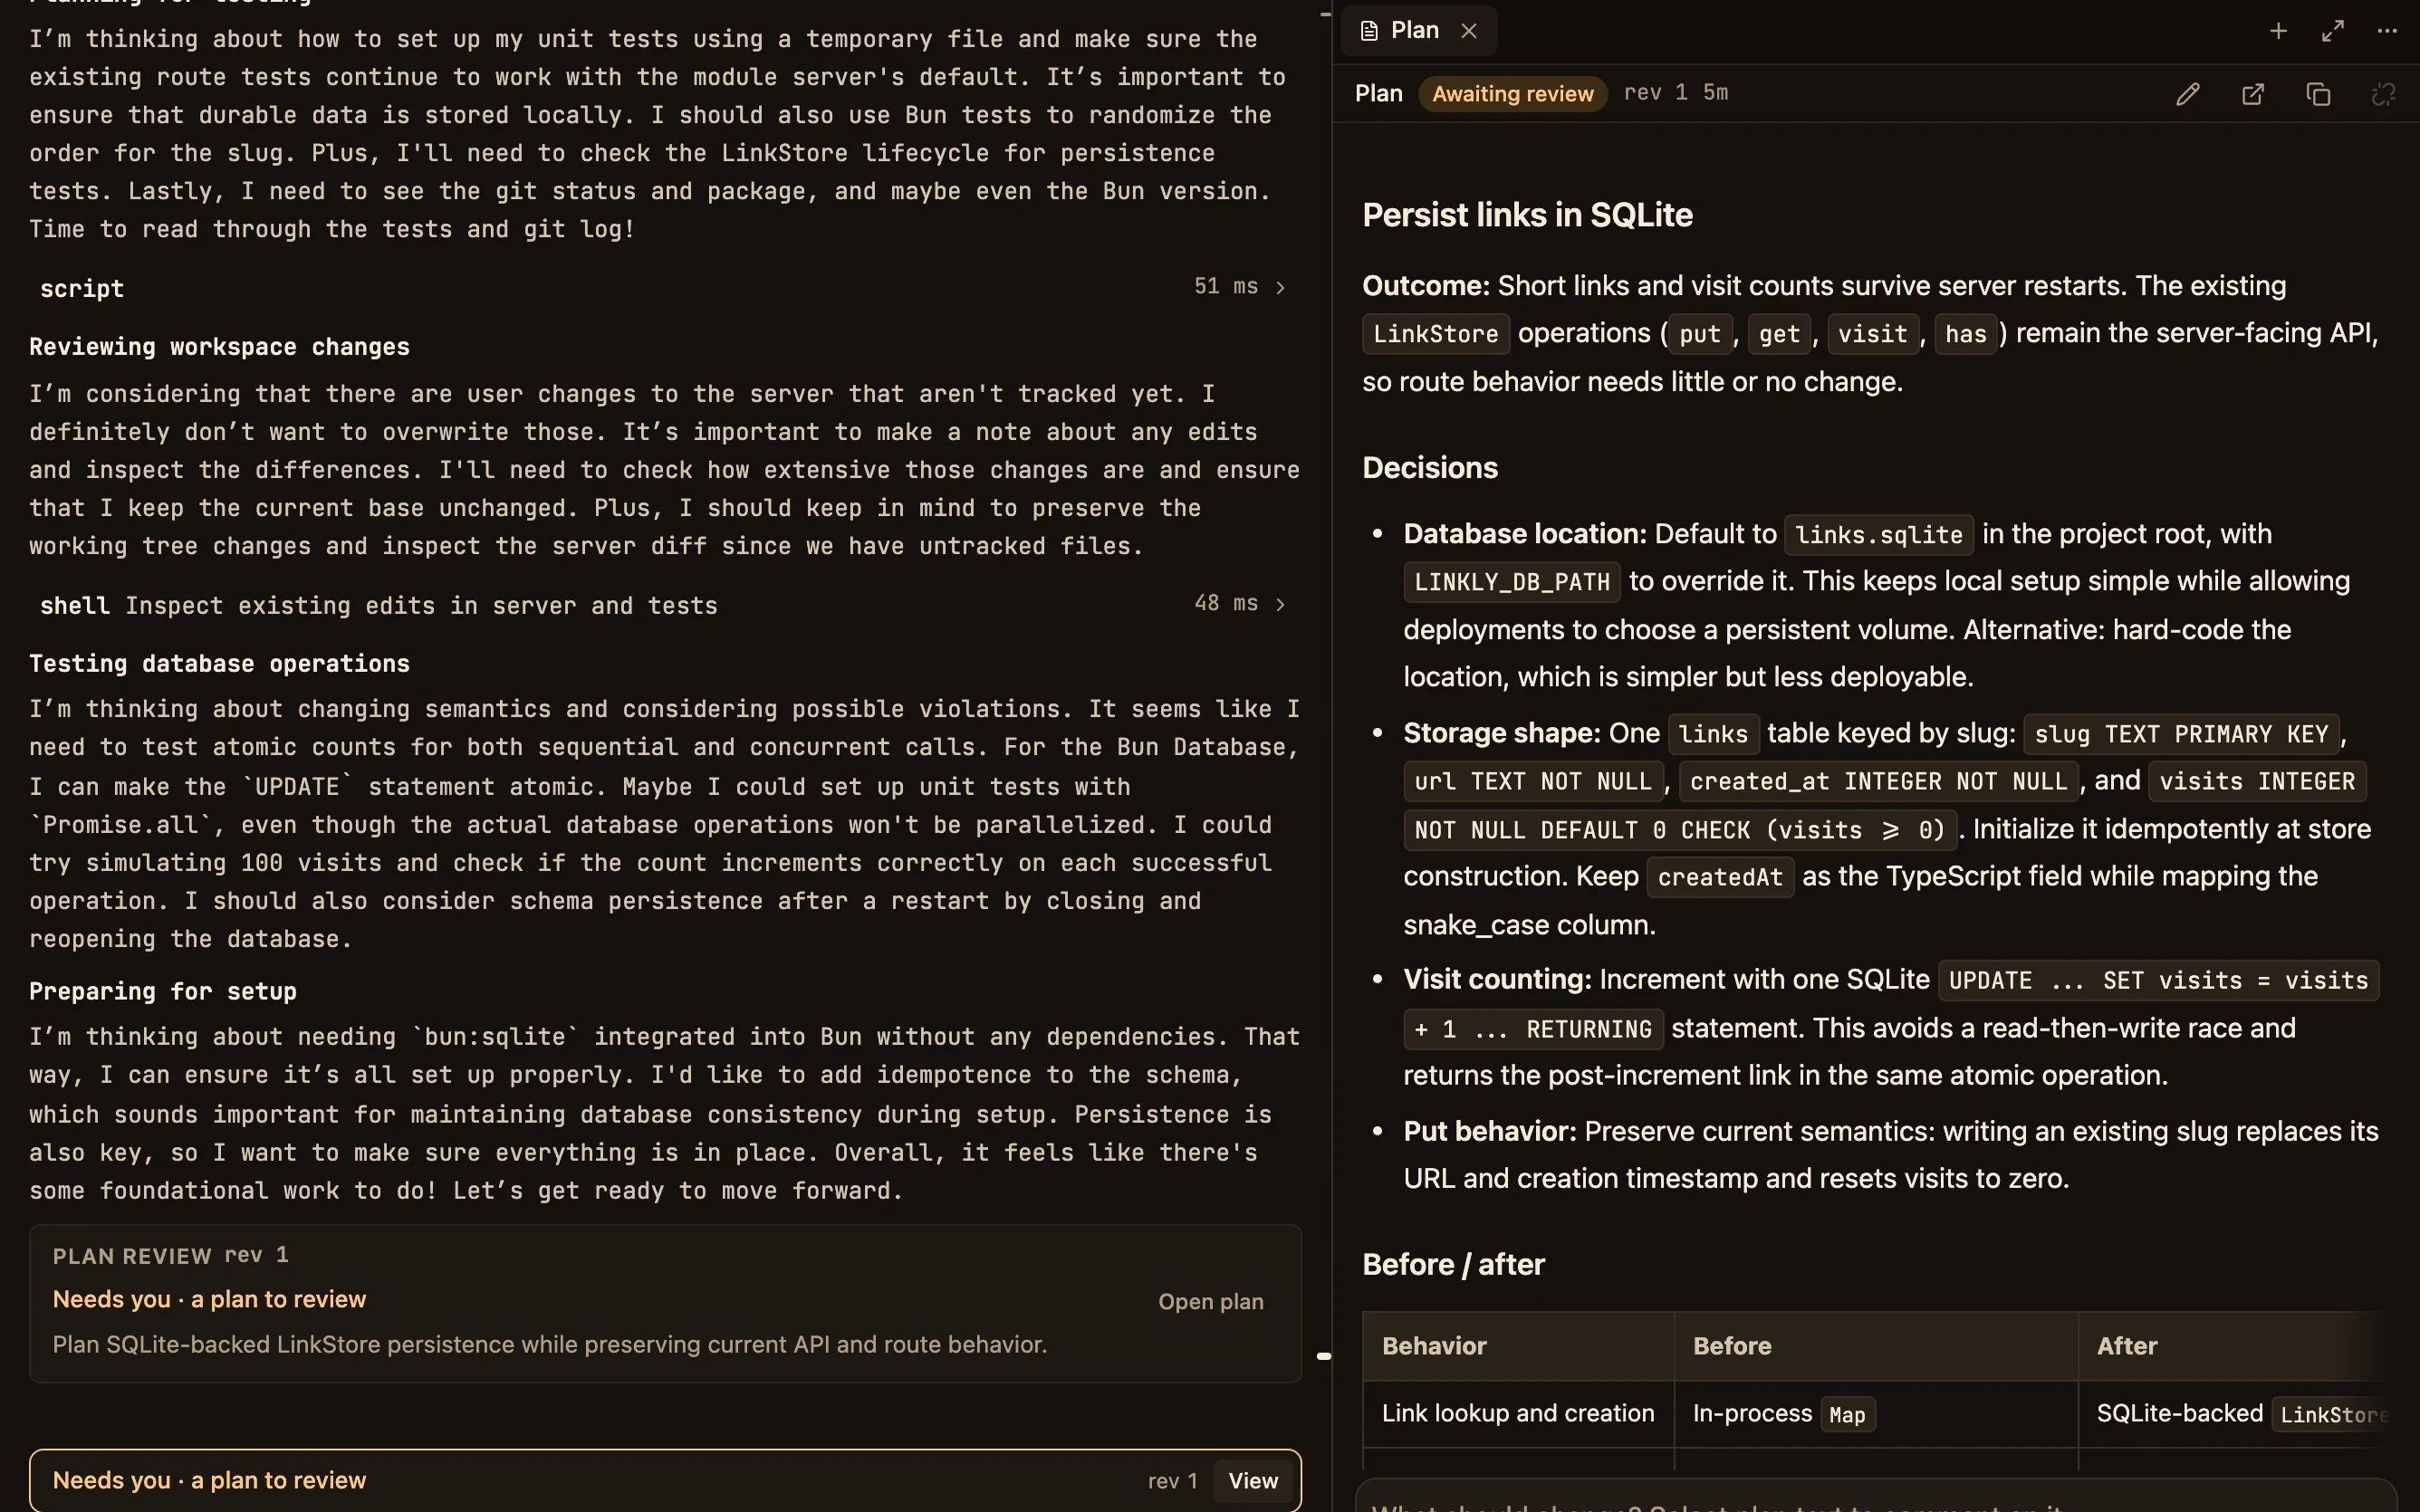 Planning for testing
I’m thinking about how to set up my unit tests using a temporary file and make sure the
existing route tests continue to work with the module server's default. It’s important to
ensure that durable data is stored locally. I should also use Bun tests to randomize the
order for the slug. Plus, I'll need to check the LinkStore lifecycle for persistence
tests. Lastly, I need to see the git status and package, and maybe even the Bun version.
Time to read through the tests and git log!
script 51 ms
Reviewing workspace changes
I’m considering that there are user changes to the server that aren't tracked yet. I
definitely don’t want to overwrite those. It’s important to make a note about any edits
and inspect the differences. I'll need to check how extensive those changes are and ensure
that I keep the current base unchanged. Plus, I should keep in mind to preserve the
working tree changes and inspect the server diff since we have untracked files.
shell Inspect existing edits in server and tests 48 ms
Testing database operations
I’m thinking about changing semantics and considering possible violations. It seems like I
need to test atomic counts for both sequential and concurrent calls. For the Bun Database,
I can make the `UPDATE` statement atomic. Maybe I could set up unit tests with
`Promise.all`, even though the actual database operations won't be parallelized. I could
try simulating 100 visits and check if the count increments correctly on each successful
operation. I should also consider schema persistence after a restart by closing and
reopening the database.
Preparing for setup
I’m thinking about needing `bun:sqlite` integrated into Bun without any dependencies. That
way, I can ensure it’s all set up properly. I'd like to add idempotence to the schema,
which sounds important for maintaining database consistency during setup. Persistence is
also key, so I want to make sure everything is in place. Overall, it feels like there's
some foundational work to do! Let’s get ready to move forward.
PLAN REVIEW rev 1
Needs you · a plan to review
Open plan
Plan SQLite-backed LinkStore persistence while preserving current API and route behavior.
Needs you · a plan to review rev 1 View
Plan
Plan Awaiting review rev 1 5m
Persist links in SQLite
Outcome: Short links and visit counts survive server restarts. The existing
LinkStore operations (put, get, visit, has) remain the server-facing API,
so route behavior needs little or no change.
Decisions
• Database location: Default to links.sqlite in the project root, with
LINKLY_DB_PATH to override it. This keeps local setup simple while allowing
deployments to choose a persistent volume. Alternative: hard-code the
location, which is simpler but less deployable.
• Storage shape: One links table keyed by slug: slug TEXT PRIMARY KEY,
url TEXT NOT NULL, created_at INTEGER NOT NULL, and visits INTEGER
NOT NULL DEFAULT 0 CHECK (visits >= 0). Initialize it idempotently at store
construction. Keep createdAt as the TypeScript field while mapping the
snake_case column.
• Visit counting: Increment with one SQLite UPDATE ... SET visits = visits
+ 1 ... RETURNING statement. This avoids a read-then-write race and
returns the post-increment link in the same atomic operation.
• Put behavior: Preserve current semantics: writing an existing slug replaces its
URL and creation timestamp and resets visits to zero.
Before / after
Behavior Before After
Link lookup and creation In-process Map SQLite-backed LinkStore
What should change? Select plan text to comment on it